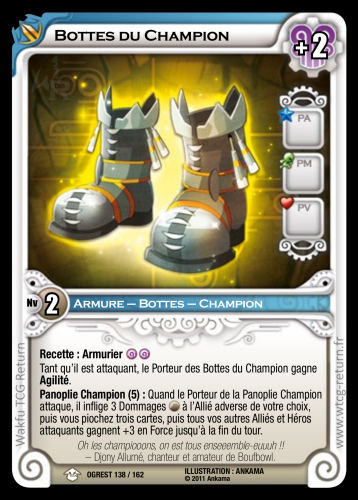 BOTTES DU CHAMPION
+2
PA
PM
PV
Nv 2
ARMURE – BOTTES – CHAMPION
Recette : Armurier
Tant qu'il est attaquant, le Porteur des Bottes du Champion gagne
Agilité.
Panoplie Champion (5) : Quand le Porteur de la Panoplie Champion
attaque, il inflige 3 Dommages à l'Allié adverse de votre choix,
puis vous piochez trois cartes, puis tous vos autres Alliés et Héros
attaquants gagnent +3 en Force jusqu'à la fin du tour.
Oh les champiooons, on est tous enseeemble-euuuh !!
– Djony Allumé, chanteur et amateur de Boufbowl.
OGREST 138 / 162
ILLUSTRATION : ANKAMA
© 2011 Ankama
Wakfu TCG Return
www.wtcg-return.fr